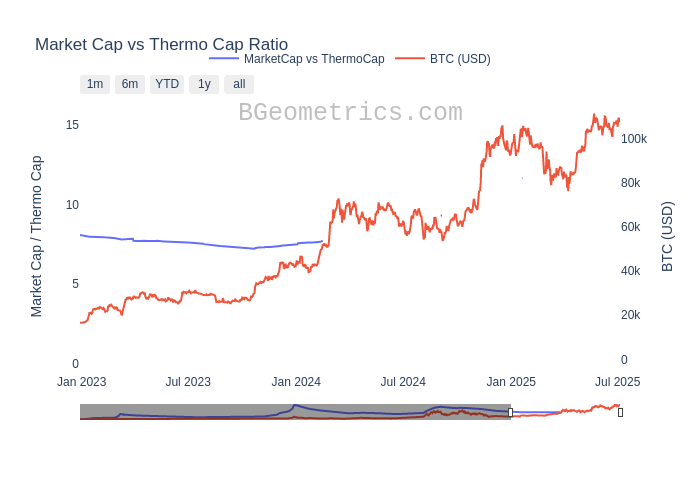 Market Cap vs Thermo Cap Ratio
MarketCap vs ThermoCap
BTC (USD)
1m
6m
YTD
1y
all
BGeometrics.com
15
10
5
0
Market Cap / Thermo Cap
100k
80k
60k
40k
20k
0
BTC (USD)
Jan 2023
Jul 2023
Jan 2024
Jul 2024
Jan 2025
Jul 2025